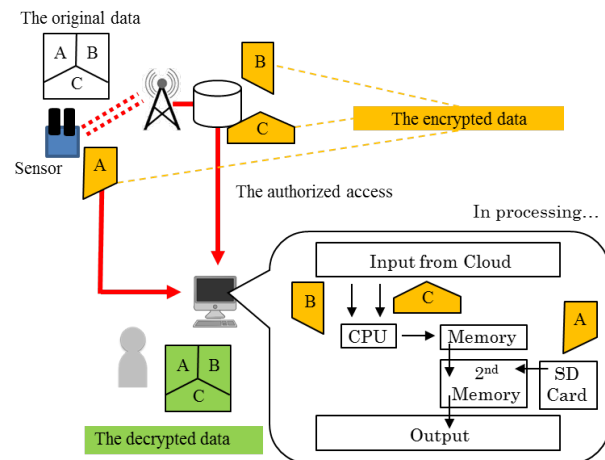 The original data
A
B
C
B
C
The encrypted data
Sensor
A
The authorized access
In processing…
Input from Cloud
B
C
A
CPU
Memory
2nd
Memory
SD
Card
A
B
C
The decrypted data
Output